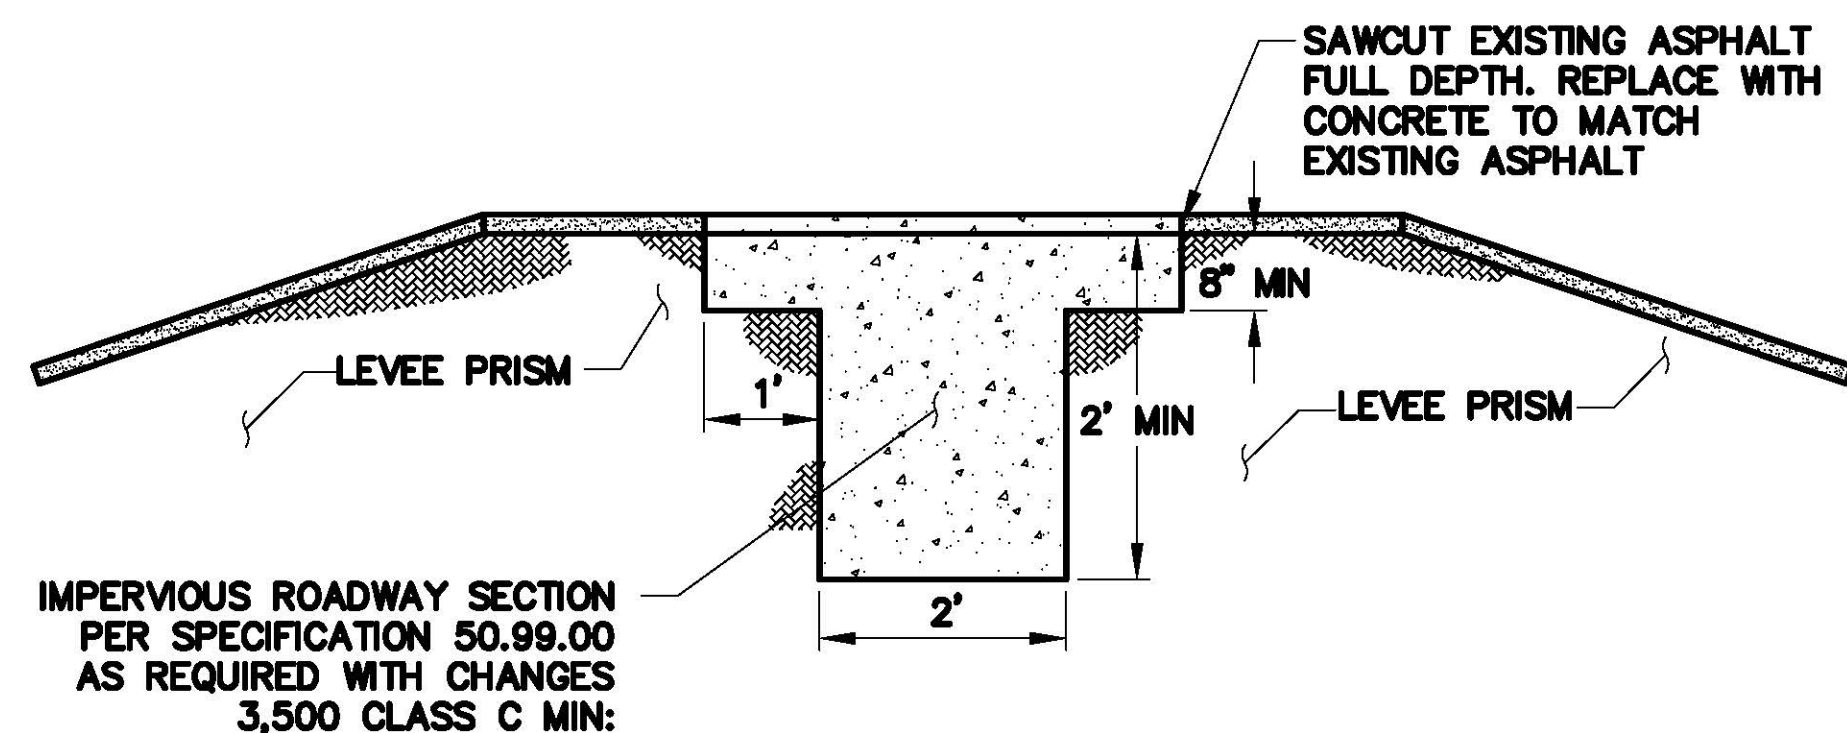 SAWCUT EXISTING ASPHALT
FULL DEPTH. REPLACE WITH
CONCRETE TO MATCH
EXISTING ASPHALT
8" MIN
LEVEE PRISM
1'
2' MIN
LEVEE PRISM
2'
IMPERVIOUS ROADWAY SECTION
PER SPECIFICATION 50.99.00
AS REQUIRED WITH CHANGES
3,500 CLASS C MIN: